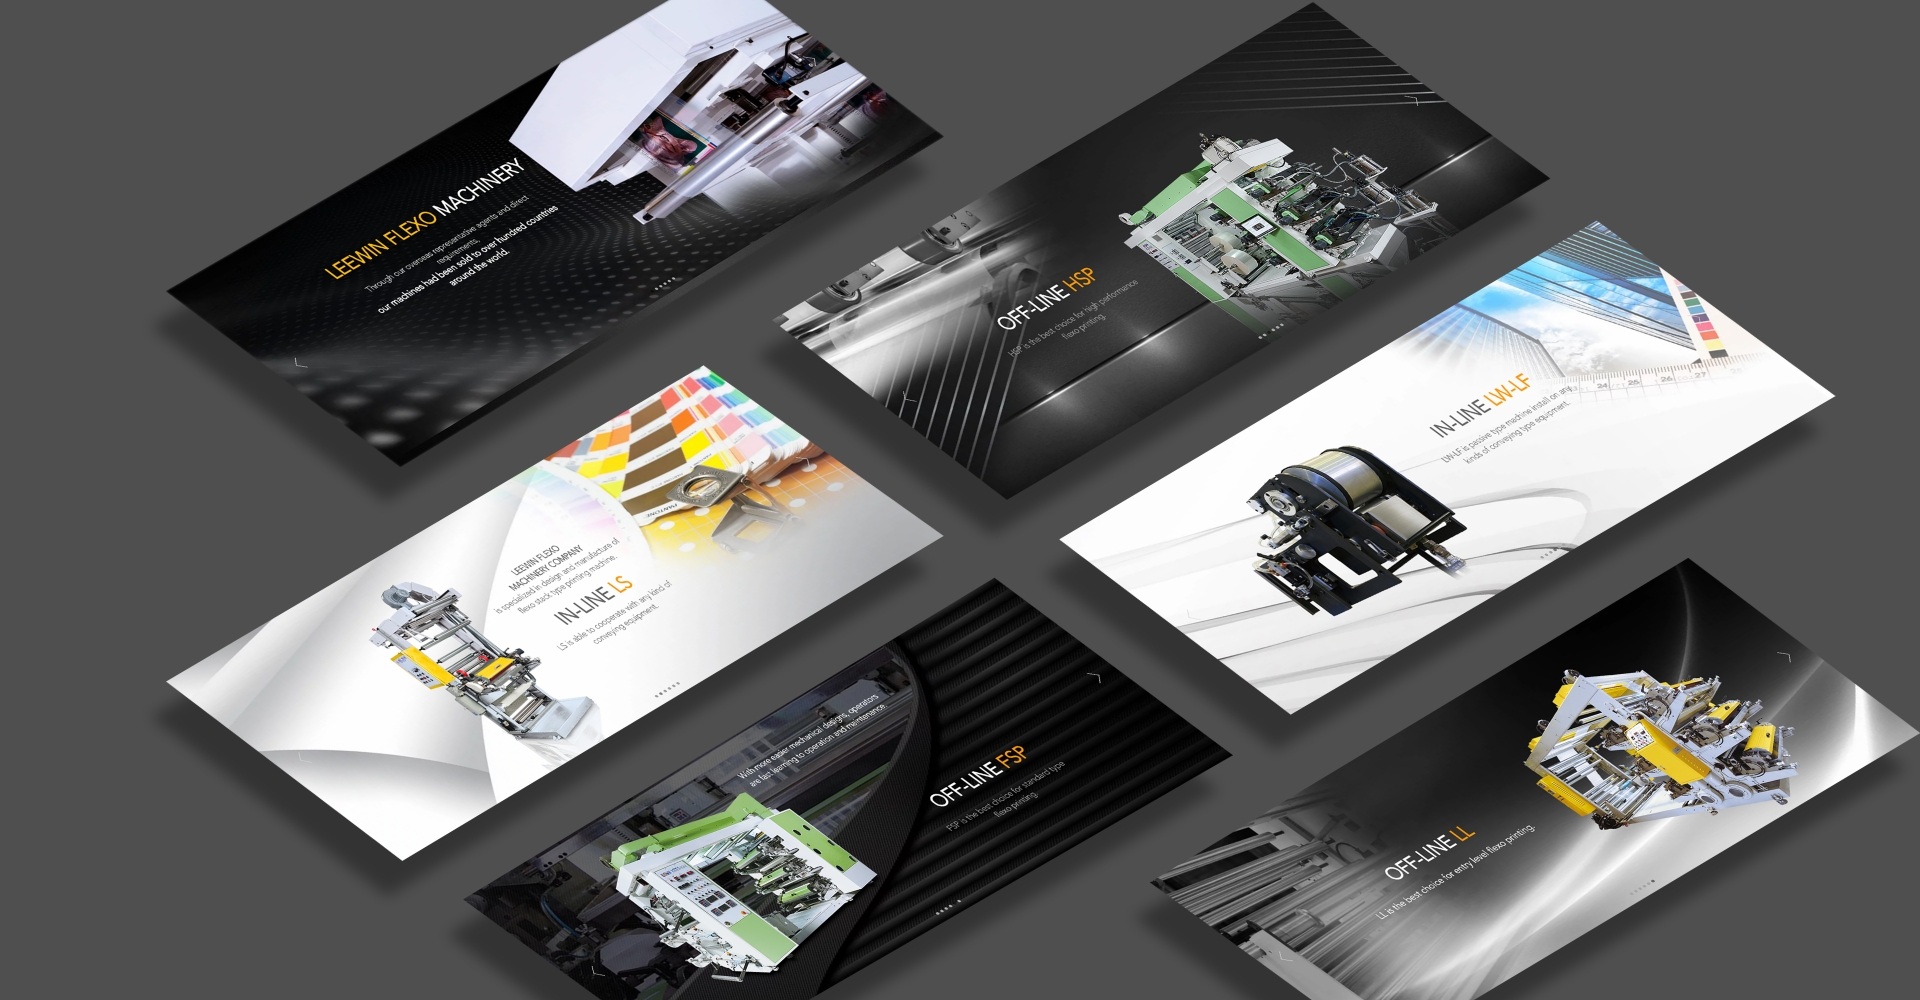 LEEWIN FLEXO MACHINERY
Through our overseas representative agents and direct
requirements.
our machines had been sold to over hundred countries
around the world.
OFF-LINE HSP
HSP is the best choice for high performance
flexo printing.
IN-LINE LW-LF
LW-LF is passive type machine install on any
kinds of conveying type equipment.
24 25 26 27
PANTONE
LEEWIN FLEXO
MACHINERY COMPANY
is specialized in design and manufacture of
flexo stack type printing machine.
IN-LINE LS
LS is able to cooperate with any kind of
conveying equipment.
With more easier mechanical designs, operators
are fast learning to operation and maintenance.
OFF-LINE FSP
FSP is the best choice for standard type
flexo printing.
OFF-LINE LL
LL is the best choice for entry level flexo printing.